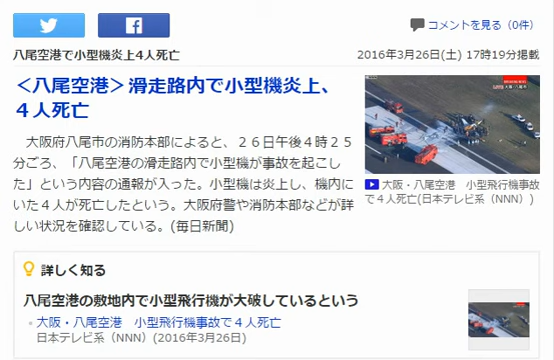 コメントを見る（0件）
八尾空港で小型機炎上4人死亡
2016年3月26日(土) 17時19分掲載
＜八尾空港＞滑走路内で小型機炎上、
４人死亡
大阪府八尾市の消防本部によると、２６日午後４時２５
分ごろ、「八尾空港の滑走路内で小型機が事故を起こし
た」という内容の通報が入った。小型機は炎上し、機内に
いた４人が死亡したという。大阪府警や消防本部などが詳
しい状況を確認している。(毎日新聞)
大阪・八尾空港　小型飛行機事故
で４人死亡(日本テレビ系（NNN）)
詳しく知る
八尾空港の敷地内で小型飛行機が大破しているという
・大阪・八尾空港　小型飛行機事故で４人死亡
日本テレビ系（NNN）(2016年3月26日)